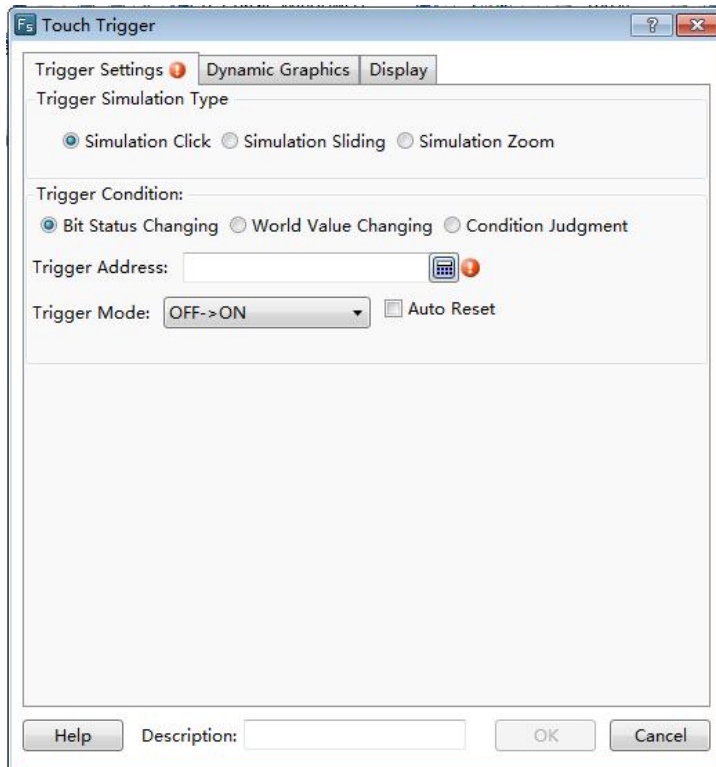 Fs Touch Trigger
Trigger Settings Dynamic Graphics Display
Trigger Simulation Type
Simulation Click Simulation Sliding Simulation Zoom
Trigger Condition:
Bit Status Changing World Value Changing Condition Judgment
Trigger Address:
Trigger Mode: OFF->ON Auto Reset
Help Description: OK Cancel